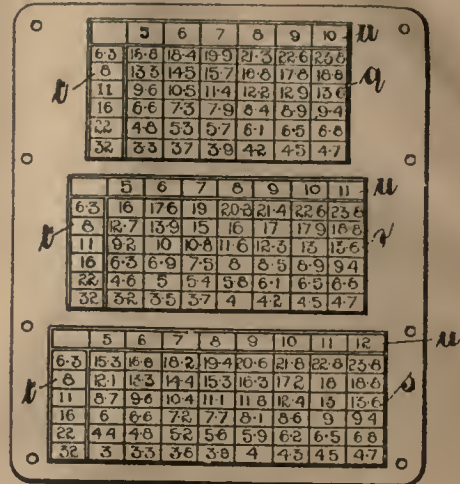 5 6 7 8 9 10 u
6·3 16·8 18·4 19·9 21·3 22·6 23·8
t 8 13·3 14·5 15·7 16·8 17·8 18·8 q
11 9·6 10·5 11·4 12·2 12·9 13·6
16 6·6 7·3 7·9 8·4 8·9 9·4
22 4·8 5·3 5·7 6·1 6·5 6·8
32 3·3 3·7 3·9 4·2 4·5 4·7
5 6 7 8 9 10 11 u
6·3 16 17·6 19 20·2 21·4 22·6 23·8
t 8 12·7 13·9 15 16 17 17·9 18·8
11 9·2 10 10·8 11·6 12·3 13 13·6 r
16 6·3 6·9 7·5 8 8·5 8·9 9·4
22 4·6 5 5·4 5·8 6·1 6·5 6·8
32 3·2 3·5 3·7 4 4·2 4·5 4·7
5 6 7 8 9 10 11 12 u
6·3 15·3 16·8 18·2 19·4 20·6 21·8 22·8 23·8
t 8 12·1 13·3 14·4 15·3 16·3 17·2 18 18·8 s
11 8·7 9·6 10·4 11·1 11·8 12·4 13 13·6
16 6 6·6 7·2 7·7 8·1 8·6 9 9·4
22 4·4 4·8 5·2 5·6 5·9 6·2 6·5 6·8
32 3 3·3 3·6 3·8 4 4·3 4·5 4·7